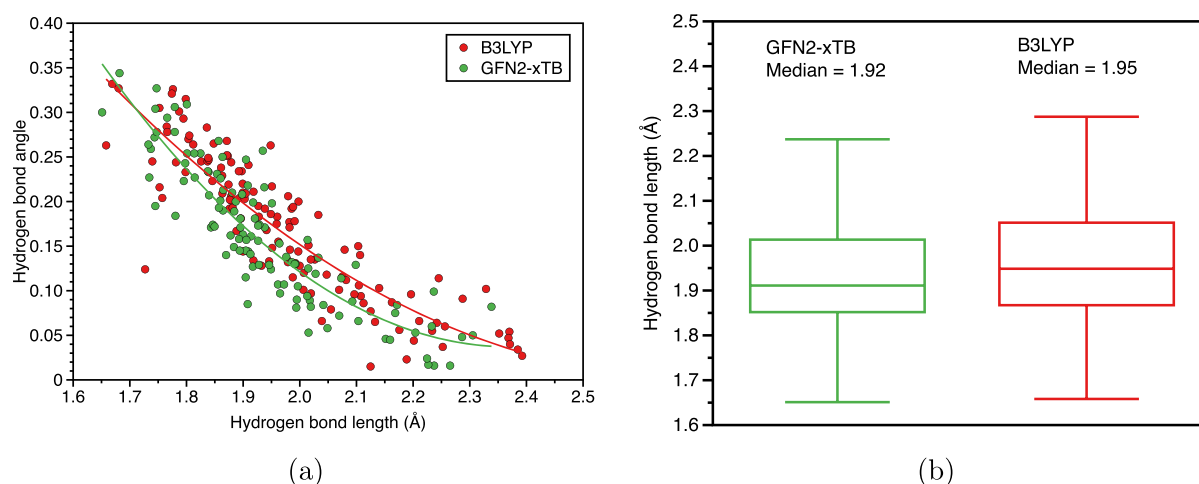 0.40
0.35
0.30
0.25
0.20
0.15
0.10
0.05
0
Hydrogen bond angle
B3LYP
GFN2-xTB
1.6 1.7 1.8 1.9 2.0 2.1 2.2 2.3 2.4 2.5
Hydrogen bond length (Å)
(a)
2.5
2.4
2.3
2.2
2.1
2.0
1.9
1.8
1.7
1.6
Hydrogen bond length (Å)
GFN2-xTB
Median = 1.92
B3LYP
Median = 1.95
(b)